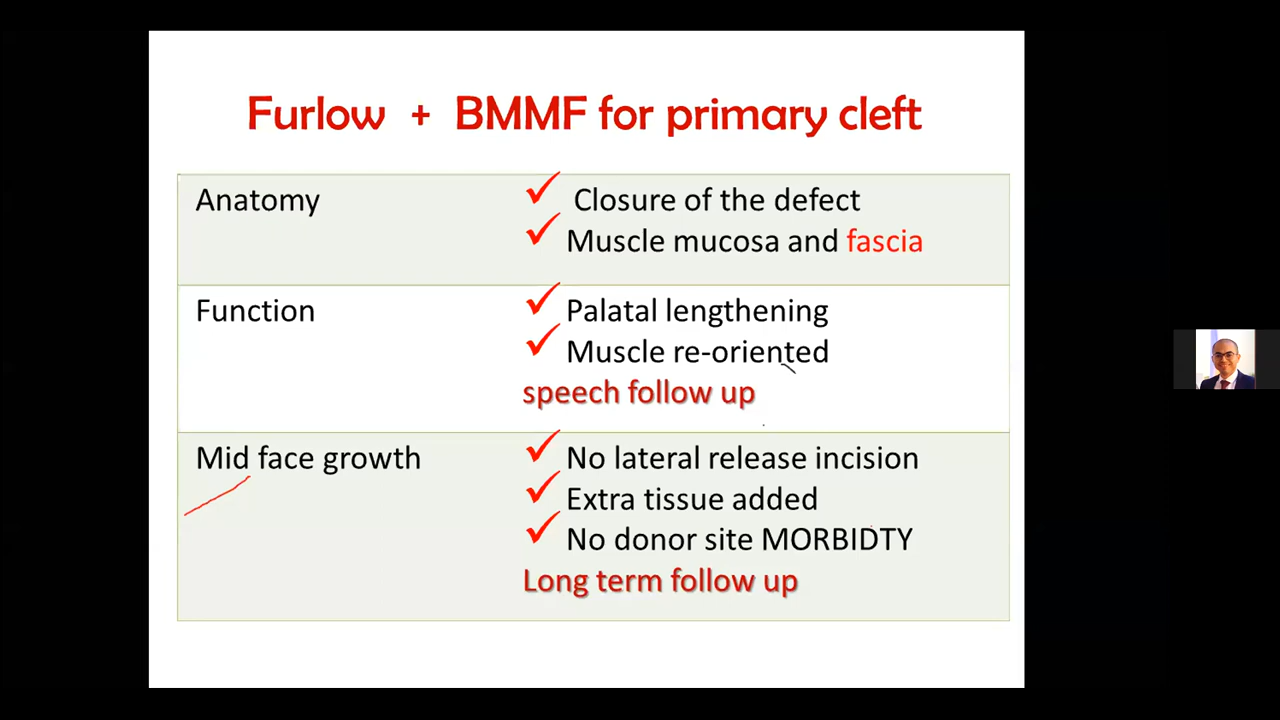 Furlow + BMMF for primary cleft
Anatomy
Closure of the defect
Muscle mucosa and fascia
Function
Palatal lengthening
Muscle re-oriented
speech follow up
Mid face growth
No lateral release incision
Extra tissue added
No donor site MORBIDTY
Long term follow up